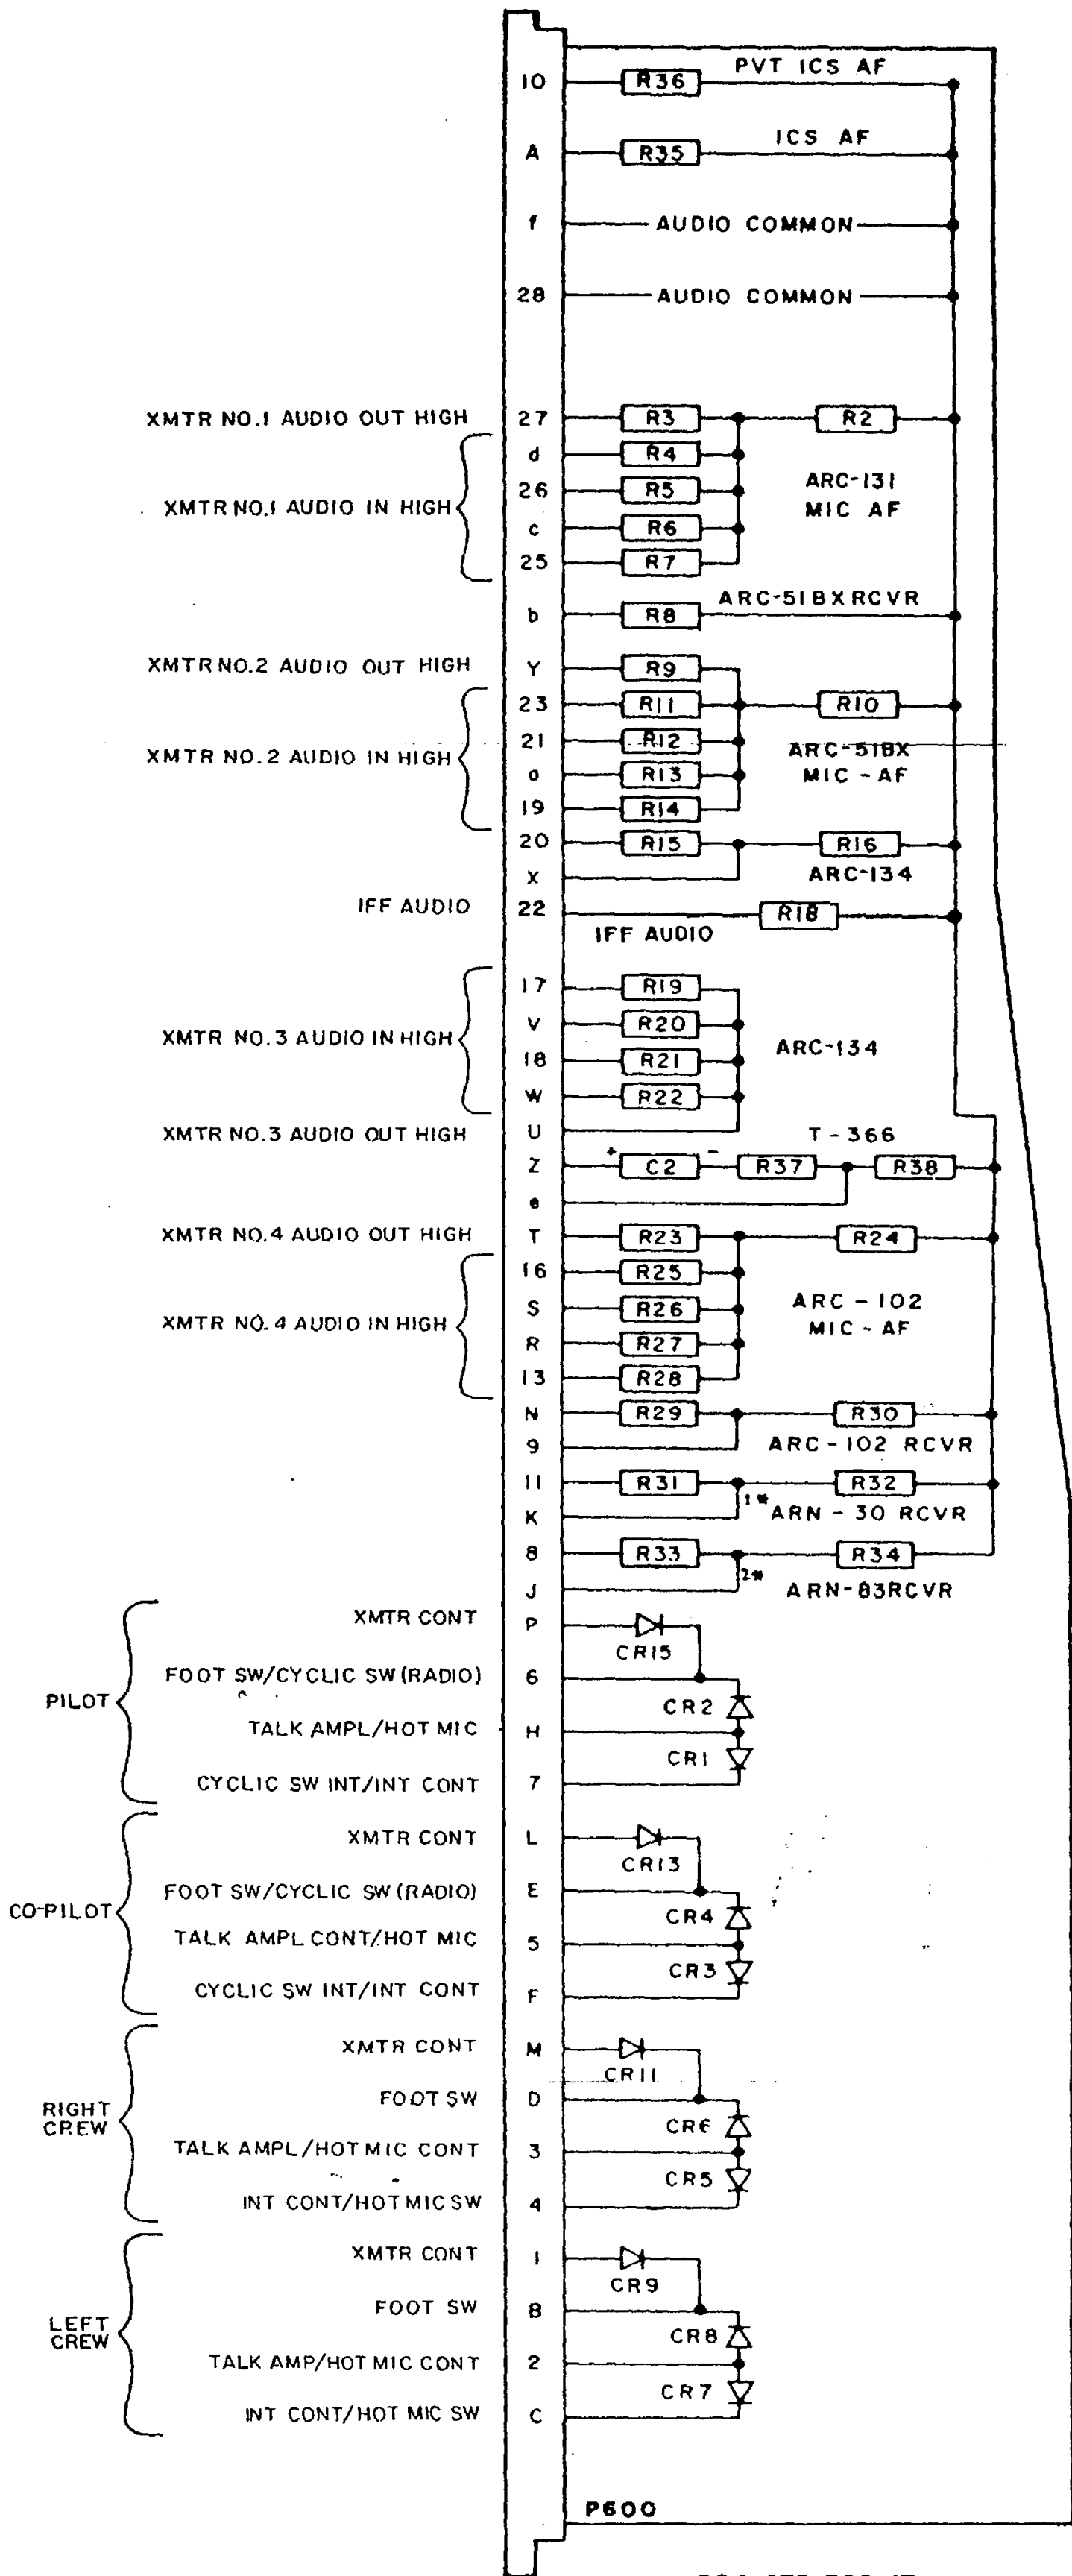 10 R36 PVT ICS AF
A R35 ICS AF
f AUDIO COMMON
28 AUDIO COMMON
XMTR NO.1 AUDIO OUT HIGH 27 R3 R2
d R4
XMTR NO.1 AUDIO IN HIGH 26 R5 ARC-131
c R6 MIC AF
25 R7
b R8 ARC-51BX RCVR
XMTR NO.2 AUDIO OUT HIGH Y R9
23 R11 R10
XMTR NO.2 AUDIO IN HIGH 21 R12 ARC-51BX
a R13 MIC-AF
19 R14
20 R15 R16
X ARC-134
IFF AUDIO 22 R18
IFF AUDIO
17 R19
XMTR NO.3 AUDIO IN HIGH V R20 ARC-134
18 R21
W R22
XMTR NO.3 AUDIO OUT HIGH U T-366
Z + C2 - R37 R38
e
XMTR NO.4 AUDIO OUT HIGH T R23 R24
16 R25
XMTR NO.4 AUDIO IN HIGH S R26 ARC-102
R R27 MIC-AF
13 R28
N R29 R30
9 ARC-102 RCVR
11 R31 R32
K 1* ARN-30 RCVR
8 R33 R34
J 2* ARN-83RCVR
PILOT
XMTR CONT P CR15
FOOT SW/CYCLIC SW (RADIO) 6 CR2
TALK AMPL/HOT MIC H CR1
CYCLIC SW INT/INT CONT 7
CO-PILOT
XMTR CONT L CR13
FOOT SW/CYCLIC SW (RADIO) E CR4
TALK AMPL CONT/HOT MIC 5 CR3
CYCLIC SW INT/INT CONT F
RIGHT
CREW
XMTR CONT M CR11
FOOT SW D CR6
TALK AMPL/HOT MIC CONT 3 CR5
INT CONT/HOT MIC SW 4
LEFT
CREW
XMTR CONT 1 CR9
FOOT SW B CR8
TALK AMP/HOT MIC CONT 2 CR7
INT CONT/HOT MIC SW C
P600